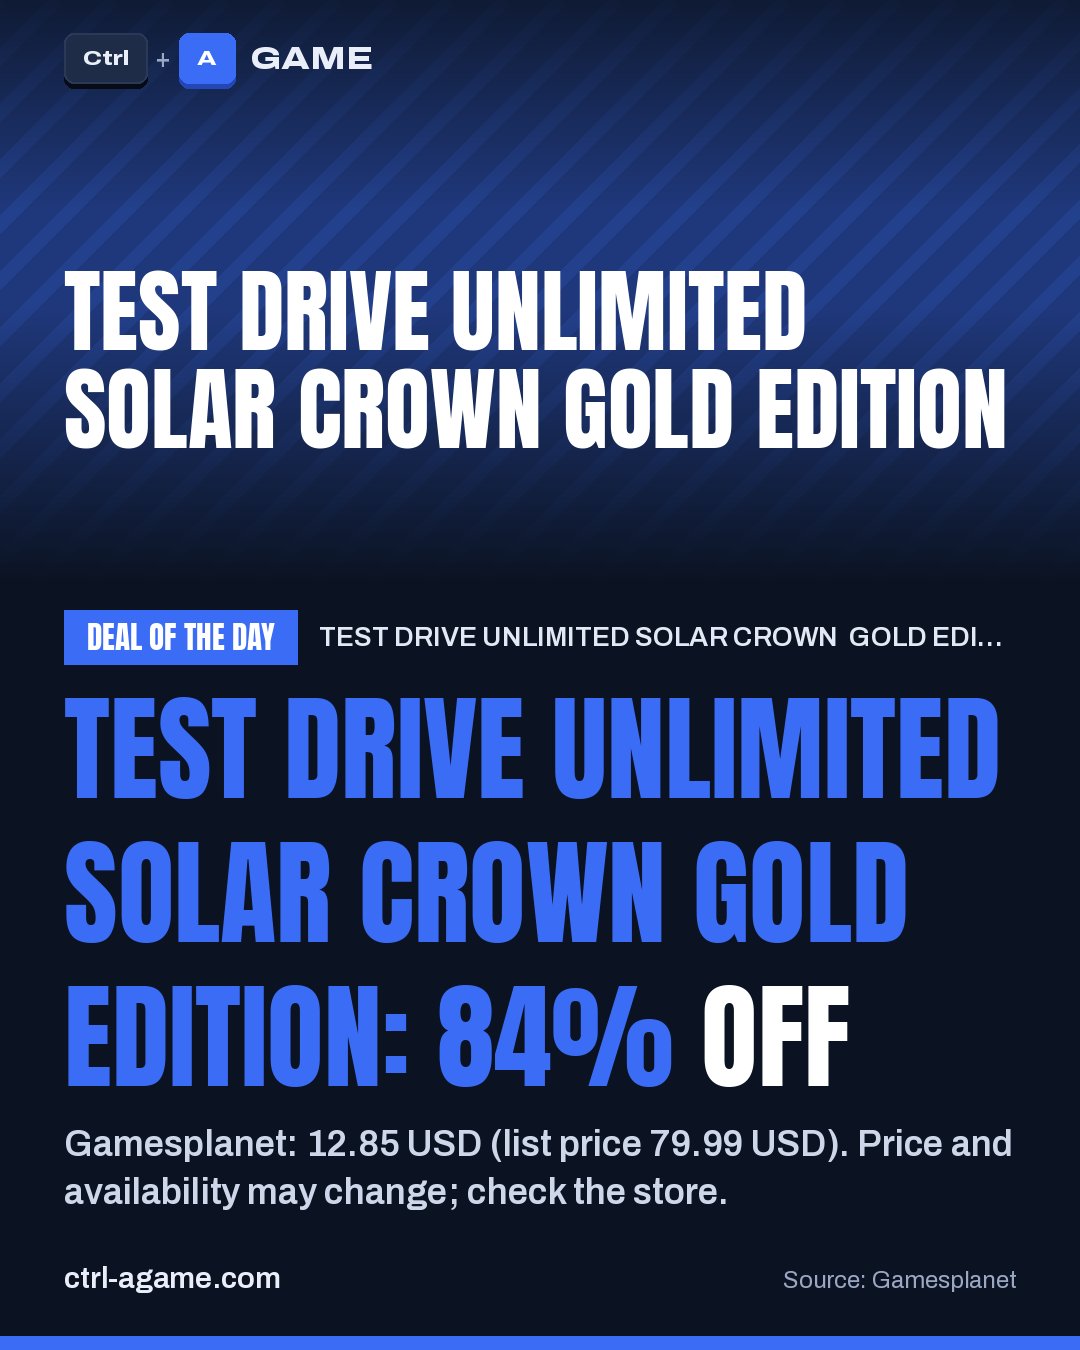 Ctrl + A GAME
TEST DRIVE UNLIMITED
SOLAR CROWN GOLD EDITION
DEAL OF THE DAY TEST DRIVE UNLIMITED SOLAR CROWN GOLD EDI...
TEST DRIVE UNLIMITED
SOLAR CROWN GOLD
EDITION: 84% OFF
Gamesplanet: 12.85 USD (list price 79.99 USD). Price and
availability may change; check the store.
ctrl-agame.com Source: Gamesplanet